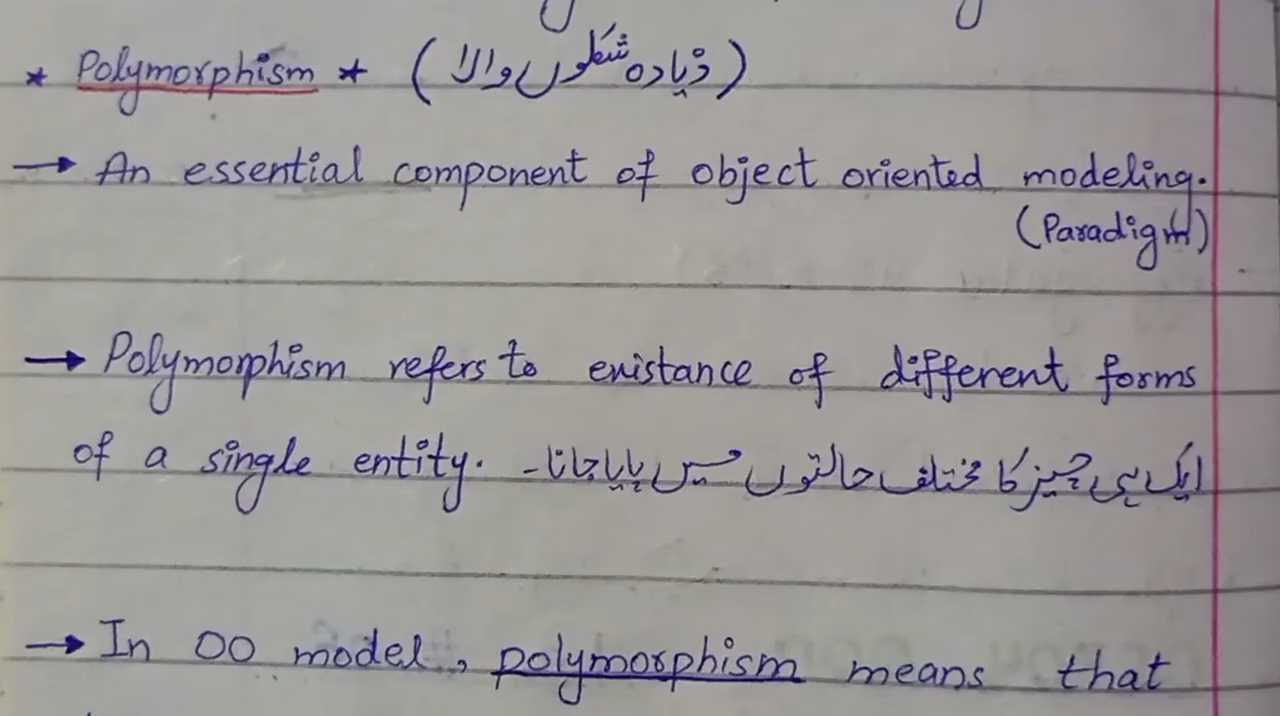 * Polymorphism * (ذیادہ شکلوں والا)
→ An essential component of object oriented modeling.
(Paradigm)
→ Polymorphism refers to existance of different forms
of a single entity. ایک ہی چیز کا مختلف حالتوں میں پایا جانا۔
→ In OO model, polymorphism means that